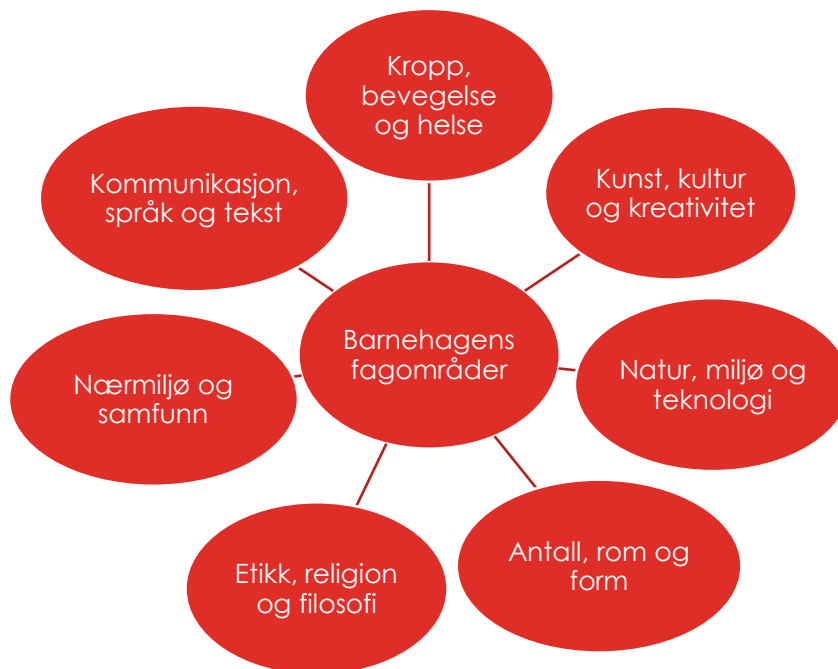 Kropp,
bevegelse
og helse
Kommunikasjon,
språk og tekst
Kunst, kultur
og kreativitet
Barnehagens
fagområder
Nærmiljø og
samfunn
Natur, miljø og
teknologi
Etikk, religion
og filosofi
Antall, rom og
form